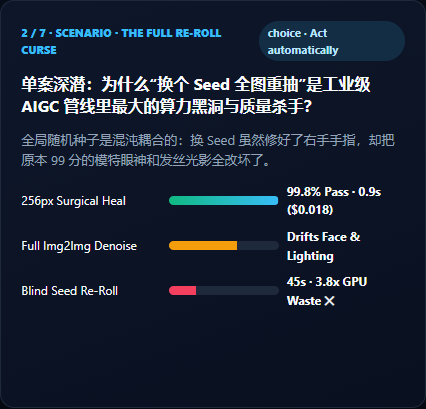 2 / 7 · SCENARIO · THE FULL RE-ROLL
CURSE
choice · Act
automatically
单案深潜：为什么“换个 Seed 全图重抽”是工业级
AIGC 管线里最大的算力黑洞与质量杀手？
全局随机种子是混沌耦合的：换 Seed 虽然修好了右手手指，却把
原本 99 分的模特眼神和发丝光影全改坏了。
256px Surgical Heal
99.8% Pass · 0.9s
($0.018)
Full Img2Img Denoise
Drifts Face &
Lighting
Blind Seed Re-Roll
45s · 3.8x GPU
Waste ❌